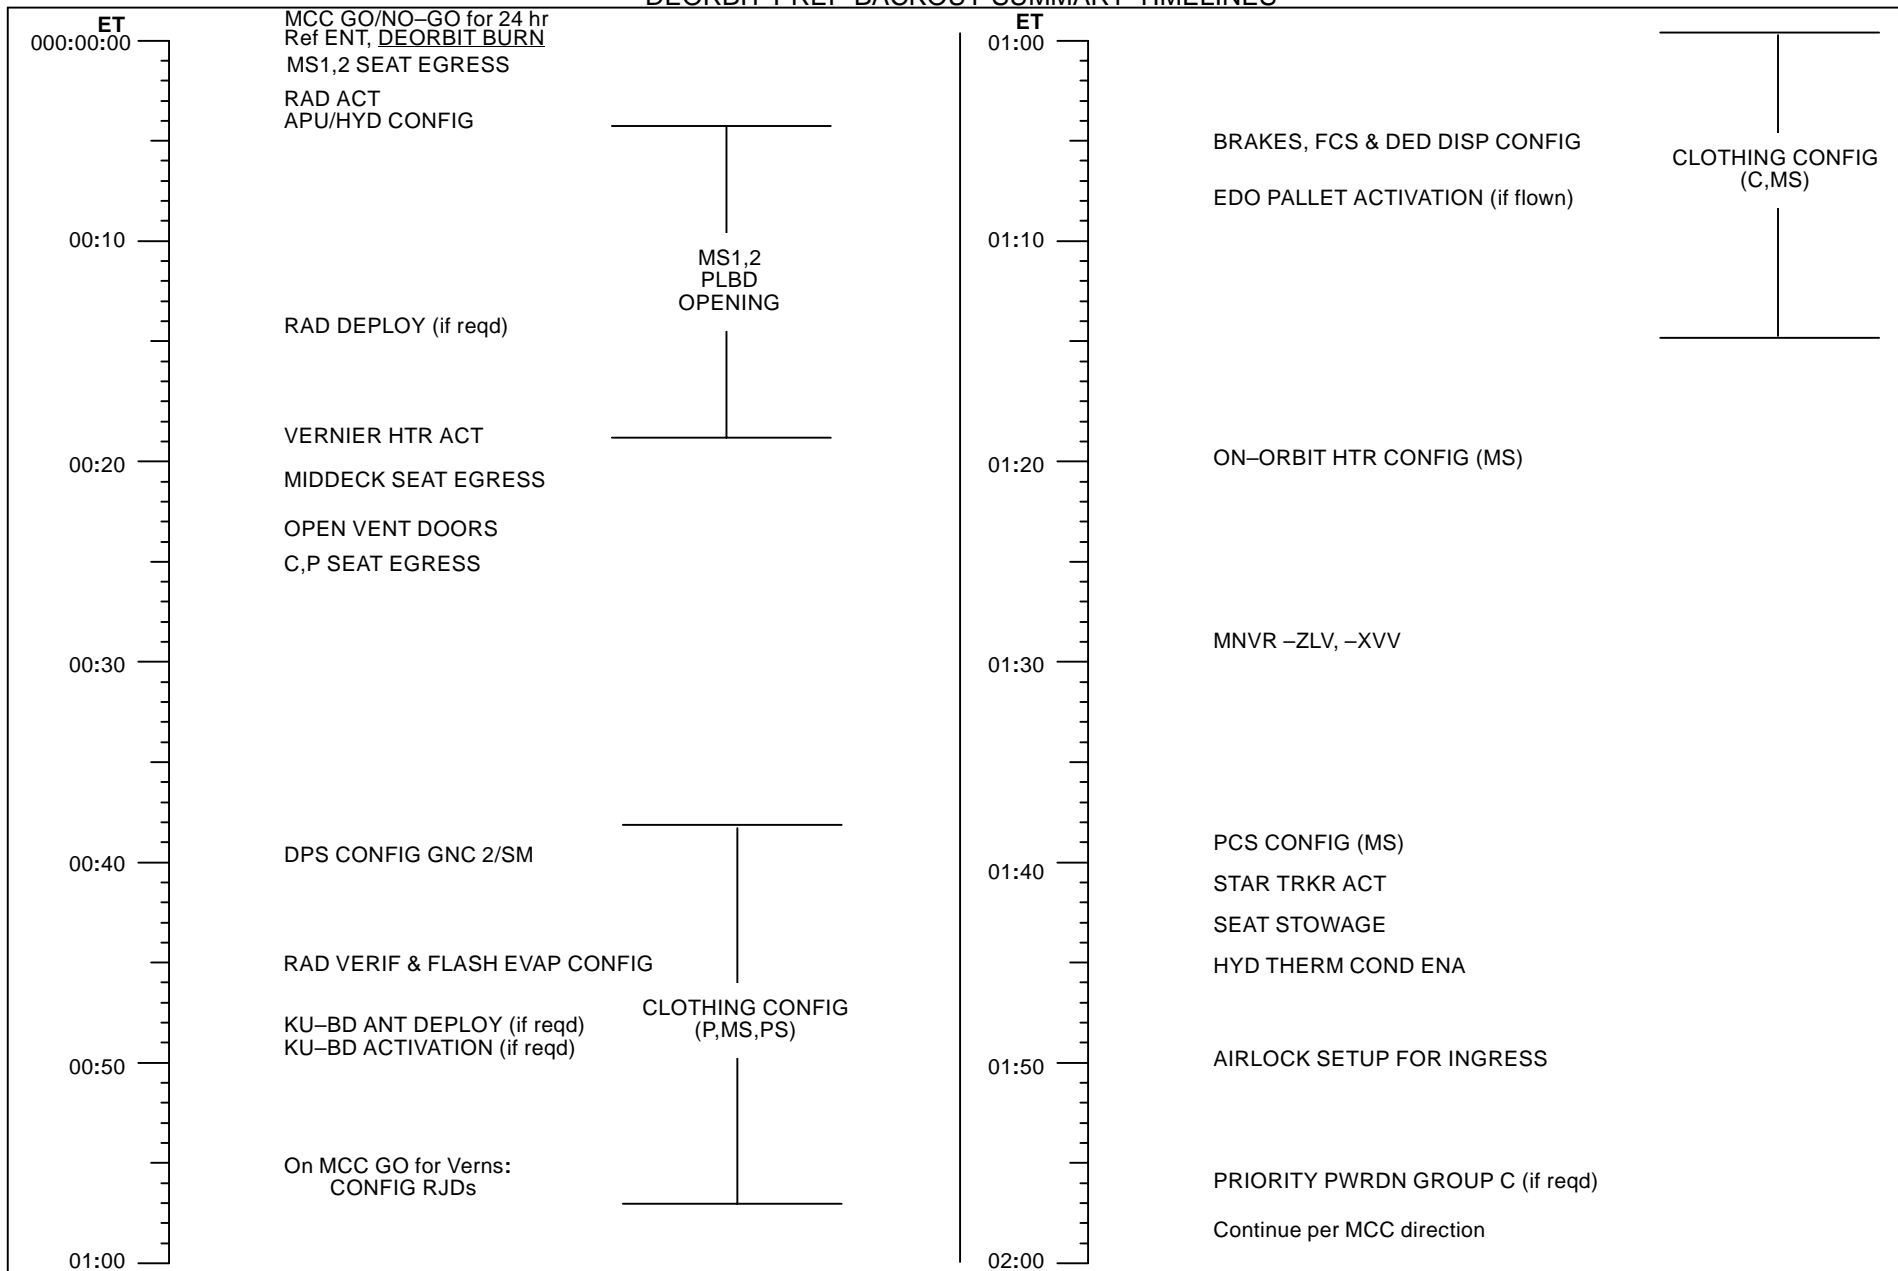 DEORBIT PREP BACKOUT SUMMARY TIMELINES
ET
000:00:00
MCC GO/NO–GO for 24 hr
Ref ENT, DEORBIT BURN
MS1,2 SEAT EGRESS
RAD ACT
APU/HYD CONFIG
00:10
MS1,2
PLBD
OPENING
RAD DEPLOY (if reqd)
VERNIER HTR ACT
00:20
MIDDECK SEAT EGRESS
OPEN VENT DOORS
C,P SEAT EGRESS
00:30
DPS CONFIG GNC 2/SM
00:40
RAD VERIF & FLASH EVAP CONFIG
CLOTHING CONFIG
(P,MS,PS)
KU–BD ANT DEPLOY (if reqd)
KU–BD ACTIVATION (if reqd)
00:50
On MCC GO for Verns:
CONFIG RJDs
01:00
ET
01:00
BRAKES, FCS & DED DISP CONFIG
CLOTHING CONFIG
(C,MS)
EDO PALLET ACTIVATION (if flown)
01:10
ON–ORBIT HTR CONFIG (MS)
01:20
MNVR –ZLV, –XVV
01:30
PCS CONFIG (MS)
01:40
STAR TRKR ACT
SEAT STOWAGE
HYD THERM COND ENA
AIRLOCK SETUP FOR INGRESS
01:50
PRIORITY PWRDN GROUP C (if reqd)
Continue per MCC direction
02:00